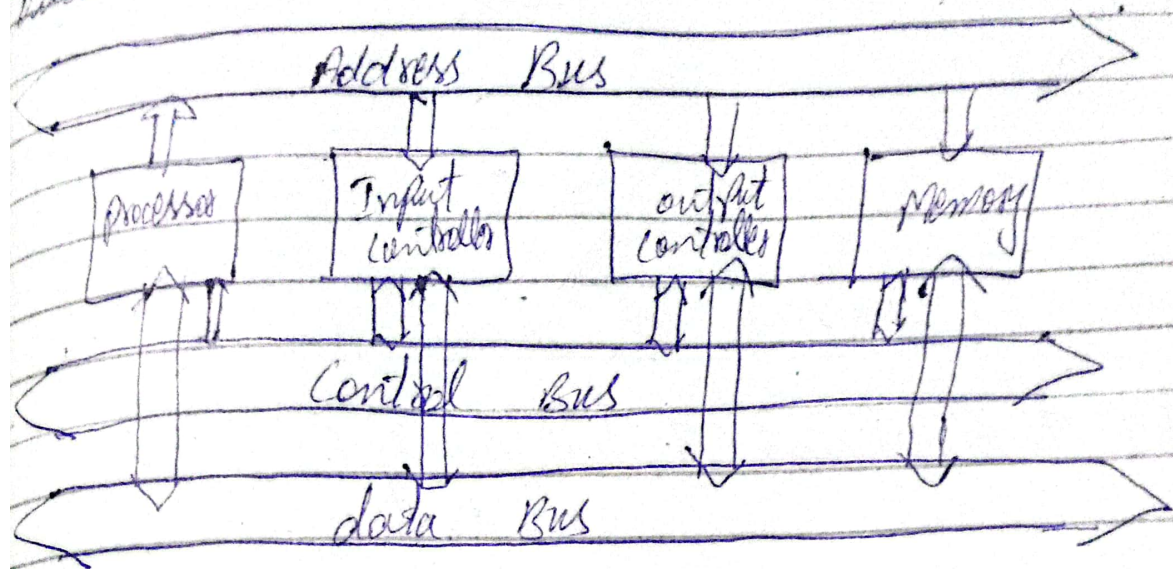 Address Bus
processor
Input
controller
output
controller
Memory
Control Bus
data Bus